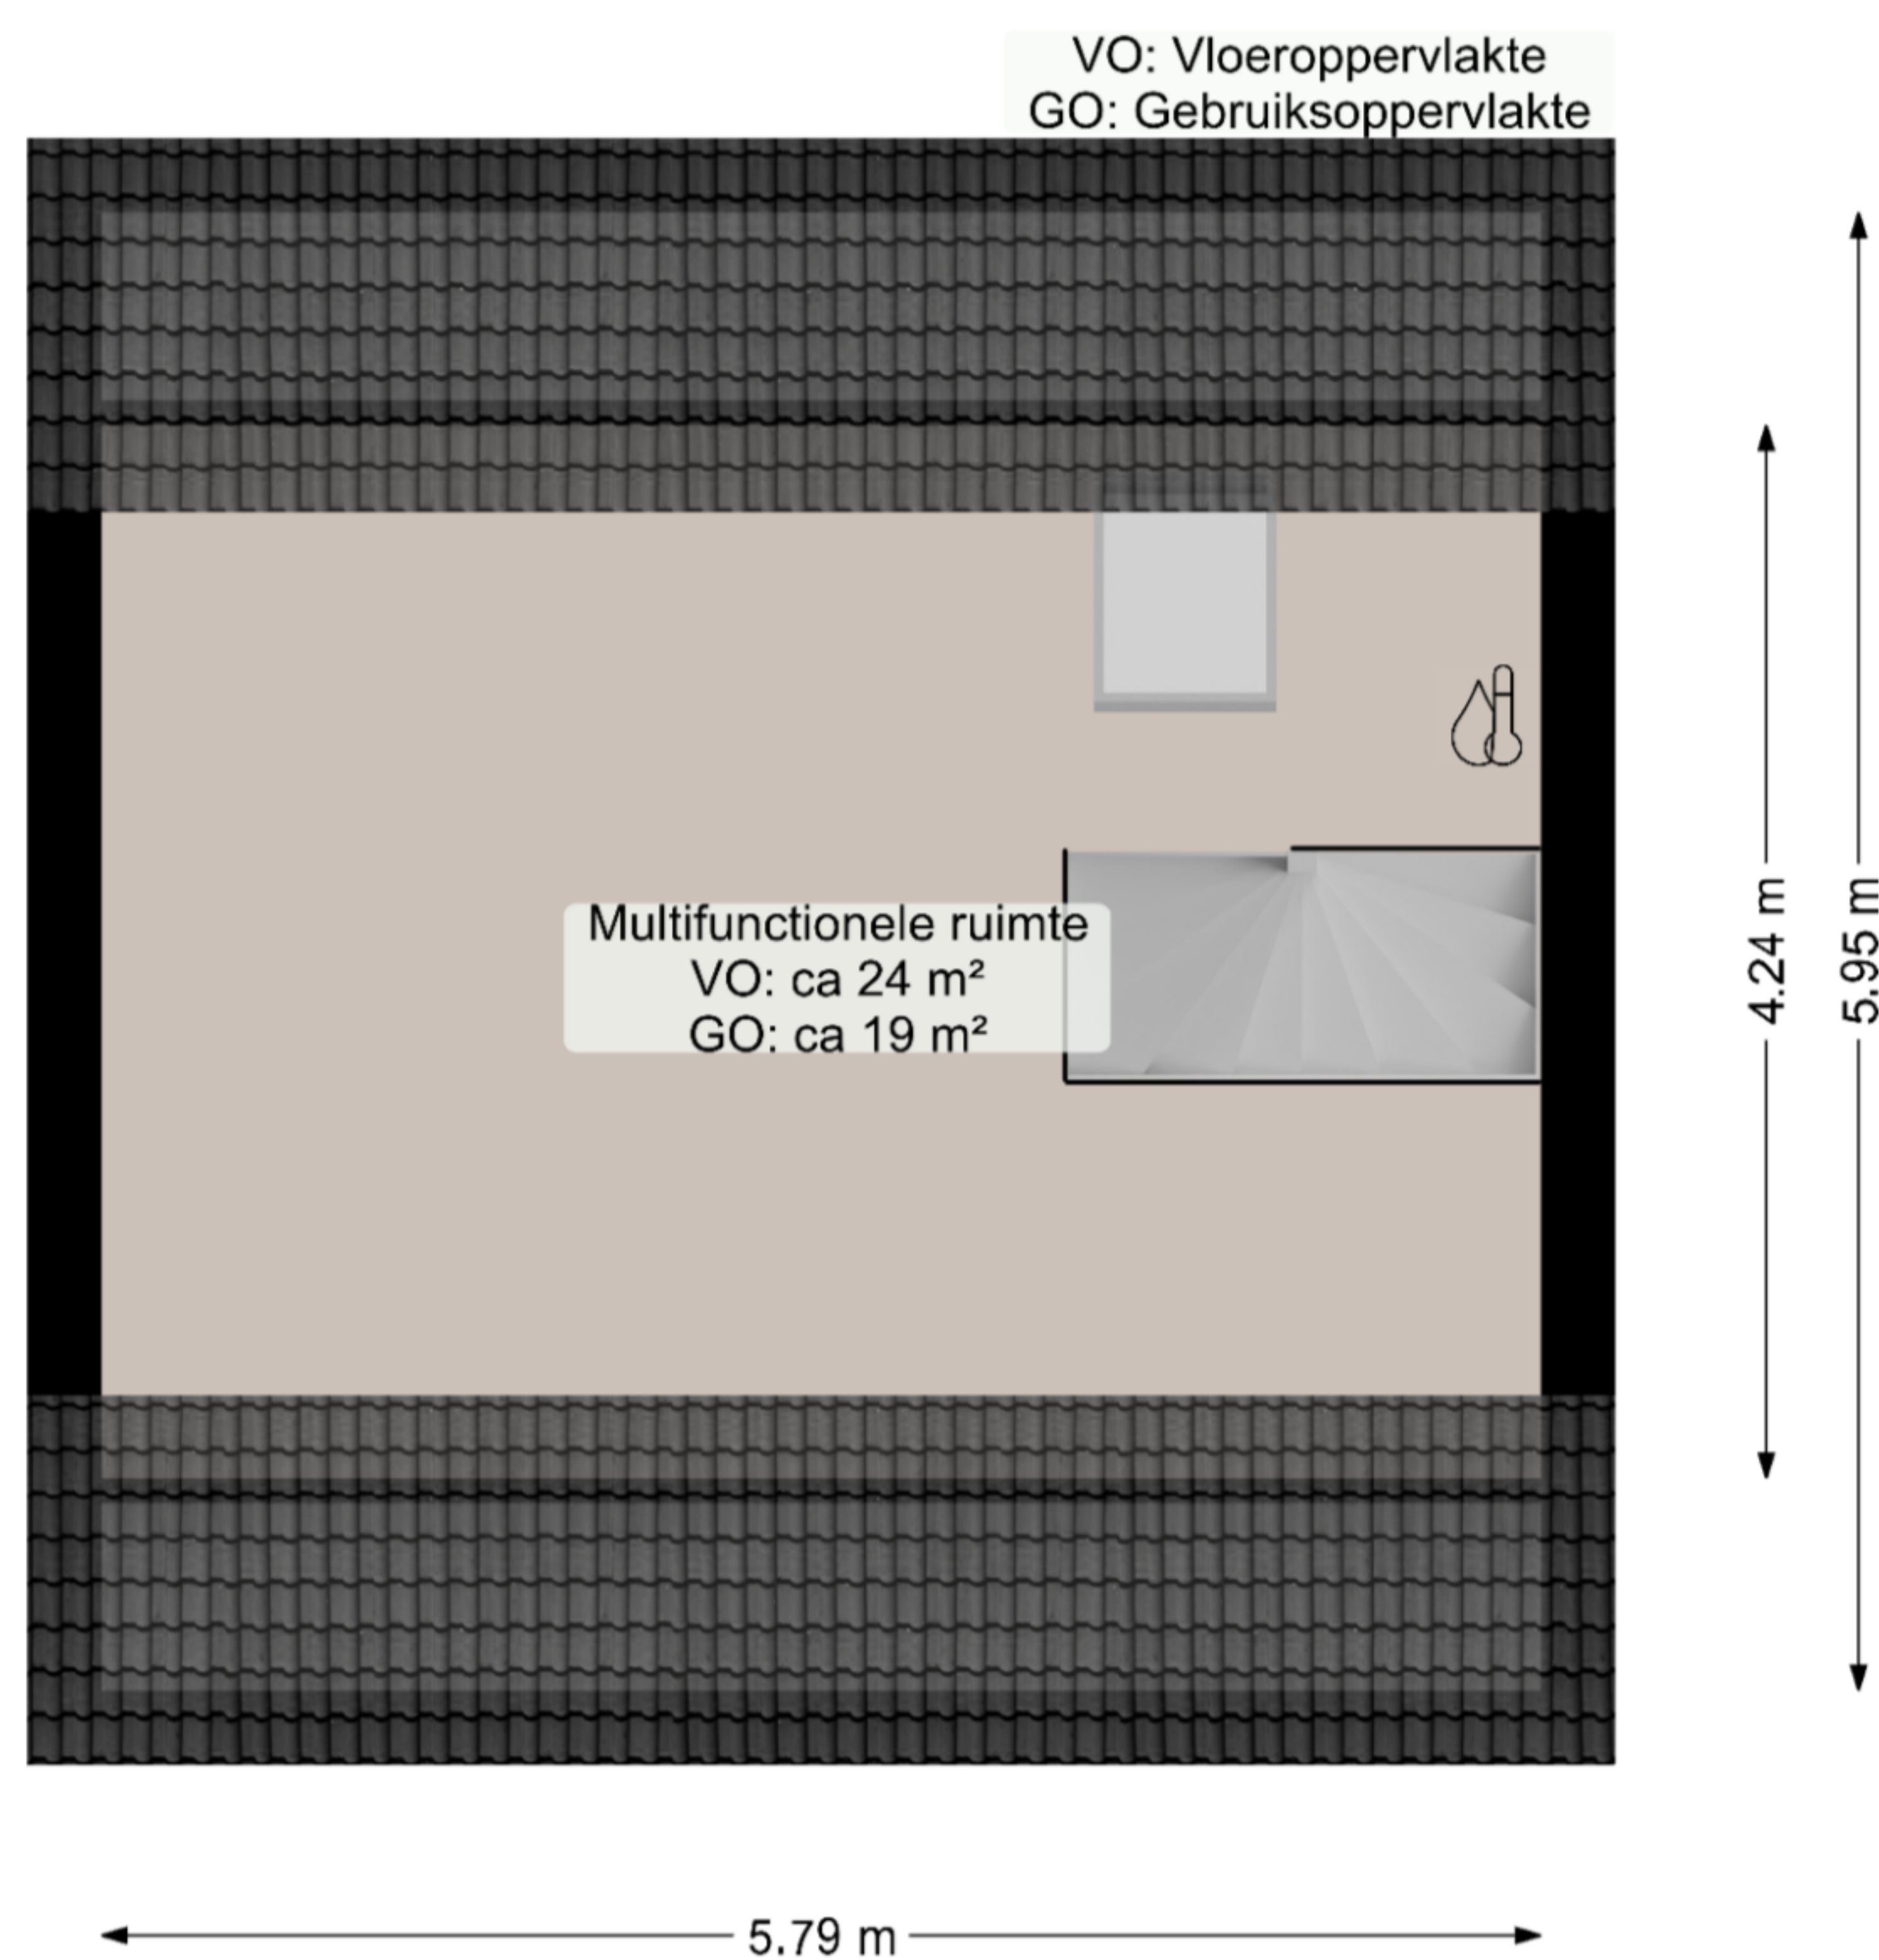 VO: Vloeroppervlakte
GO: Gebruiksoppervlakte
Multifunctionele ruimte
VO: ca 24 m²
GO: ca 19 m²
4.24 m
5.95 m
5.79 m